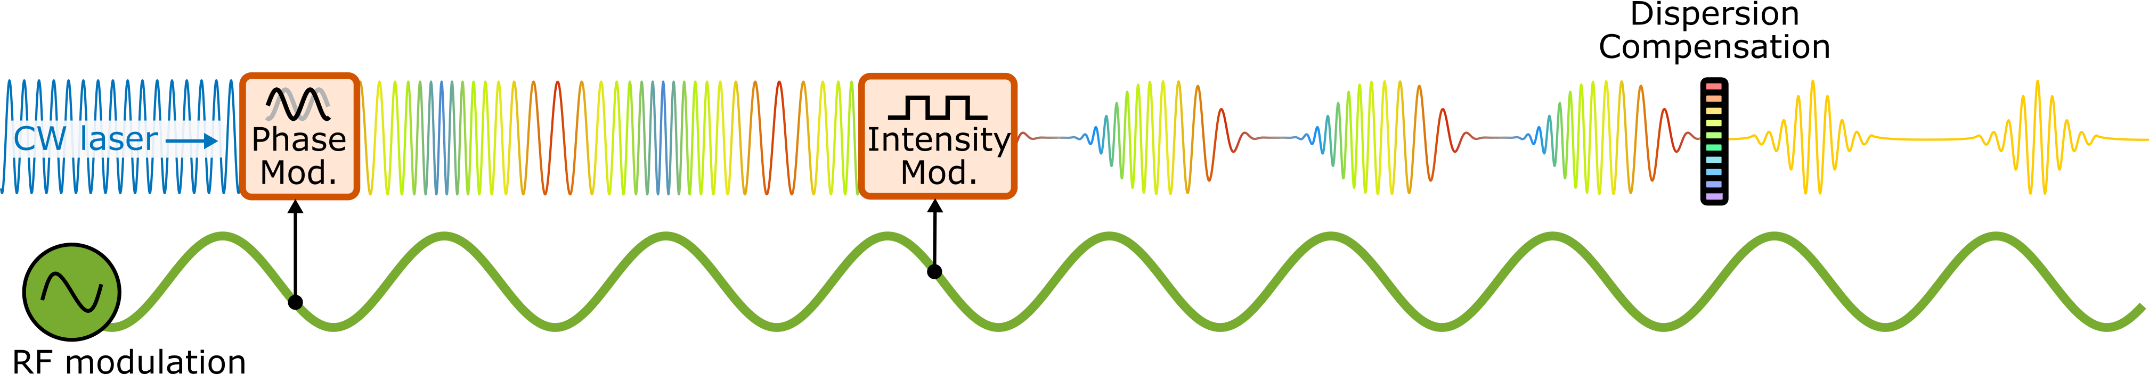 Dispersion
Compensation
CW laser
Phase
Mod.
Intensity
Mod.
RF modulation